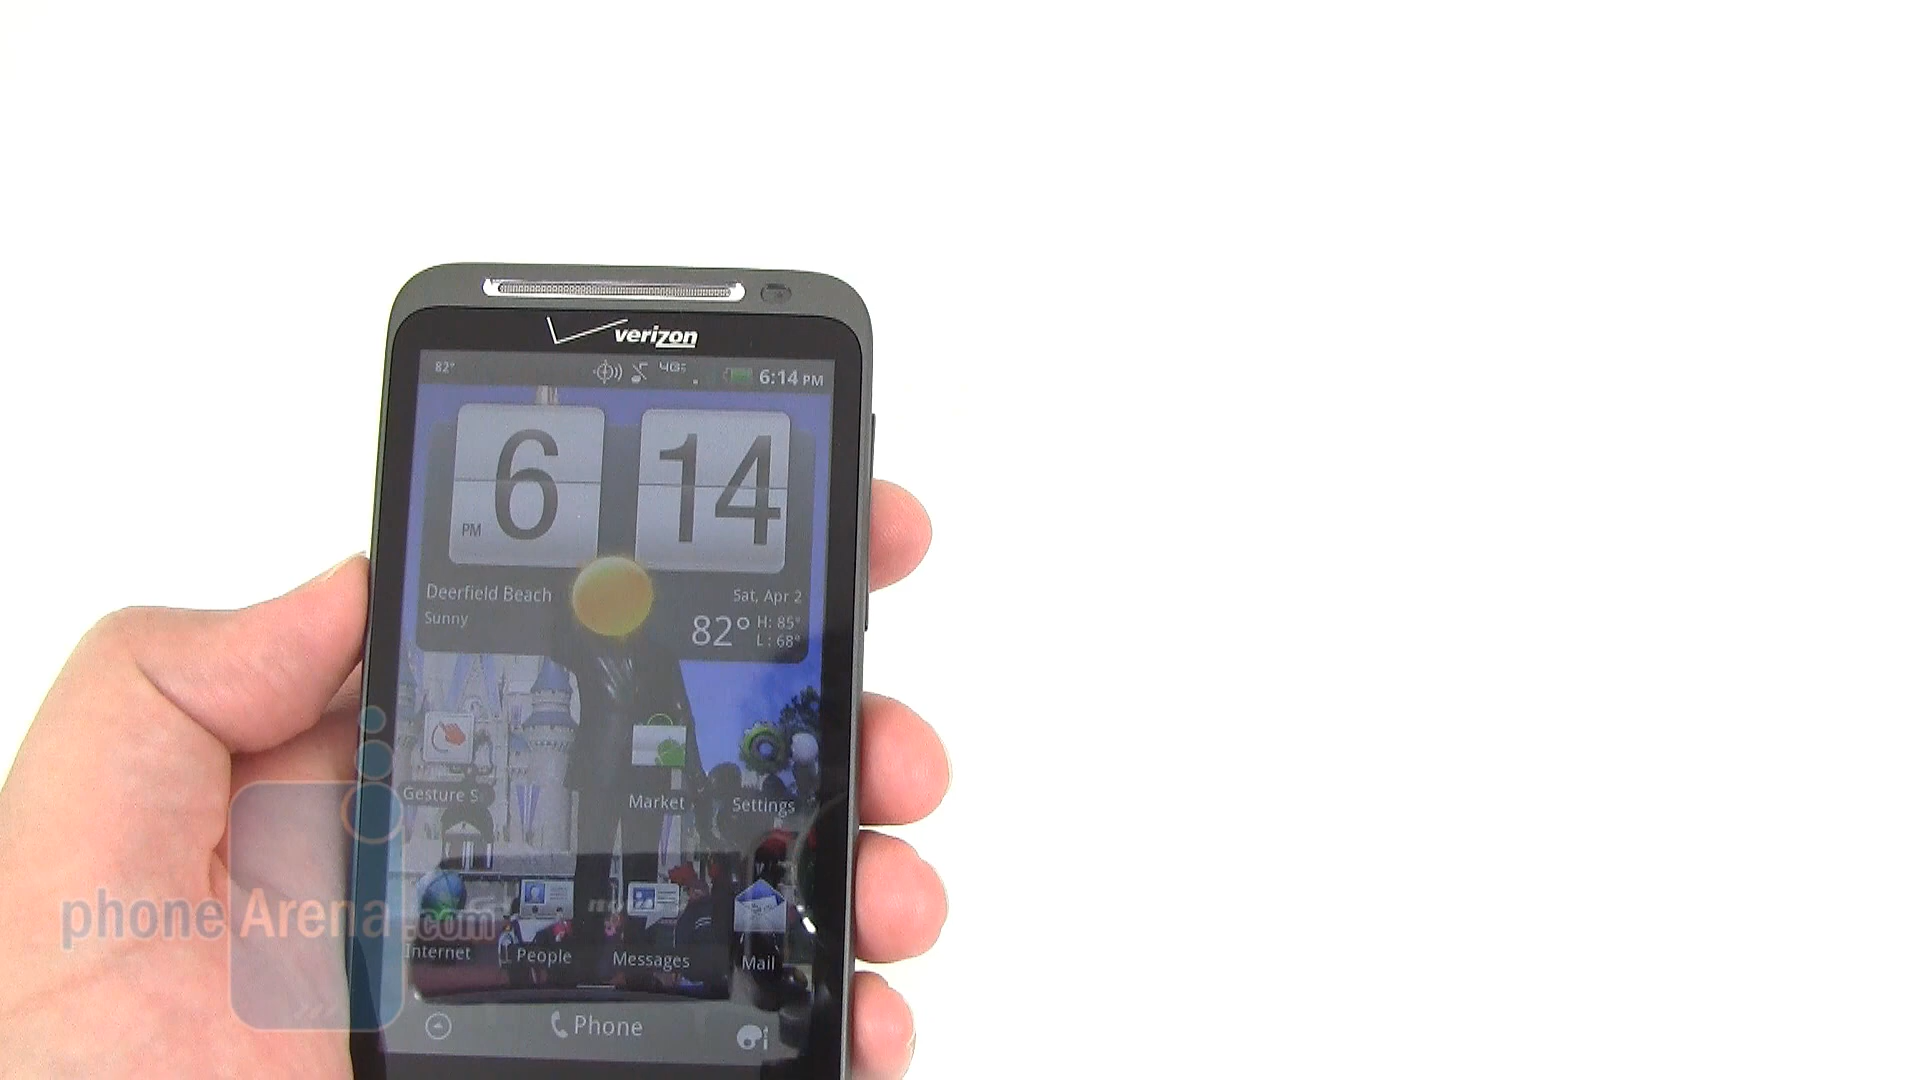 verizon
82° 4G 6:14 PM
6 14
PM
Deerfield Beach Sat, Apr 2
Sunny 82° H: 85°
L: 68°
Gesture S Market Settings
phoneArena.com
Internet People Messages Mail
Phone